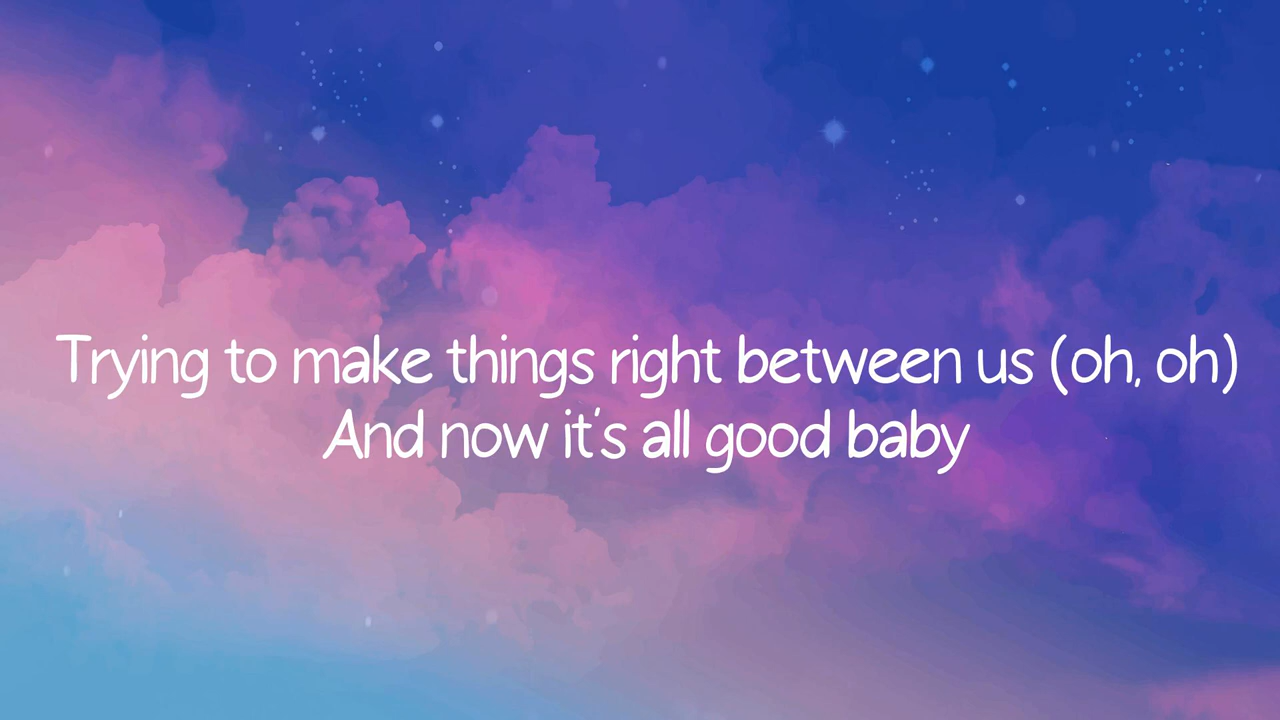 Trying to make things right between us (oh, oh)
And now it's all good baby